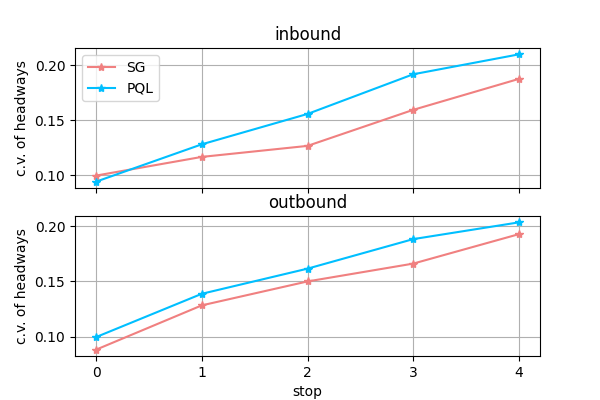 inbound
c.v. of headways
0.20
0.15
0.10
SG
PQL
outbound
c.v. of headways
0.20
0.15
0.10
0 1 2 3 4
stop